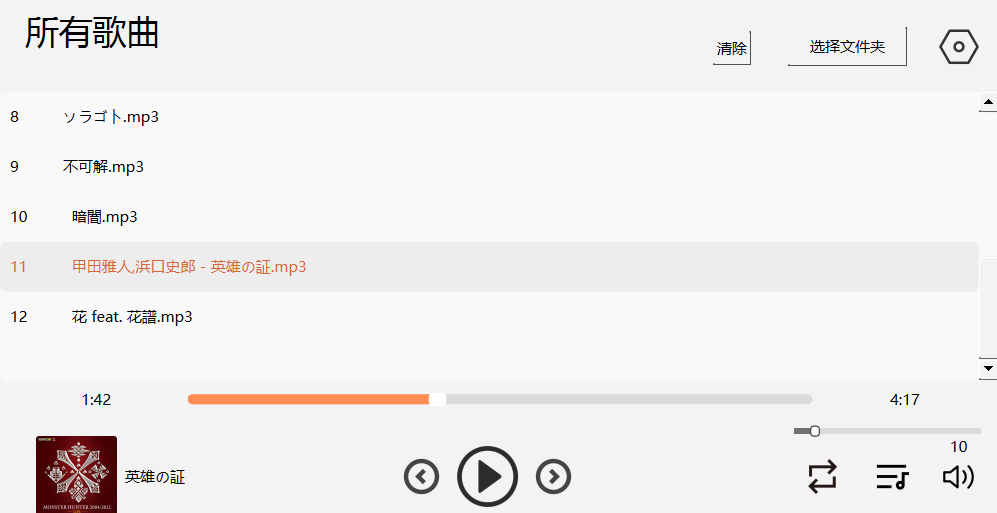 所有歌曲
清除
选择文件夹
8 ソラゴト.mp3
9 不可解.mp3
10 暗闇.mp3
11 甲田雅人,浜口史郎 - 英雄の証.mp3
12 花 feat. 花譜.mp3
1:42
4:17
10
英雄の証
MONSTER HUNTER 2004-2012